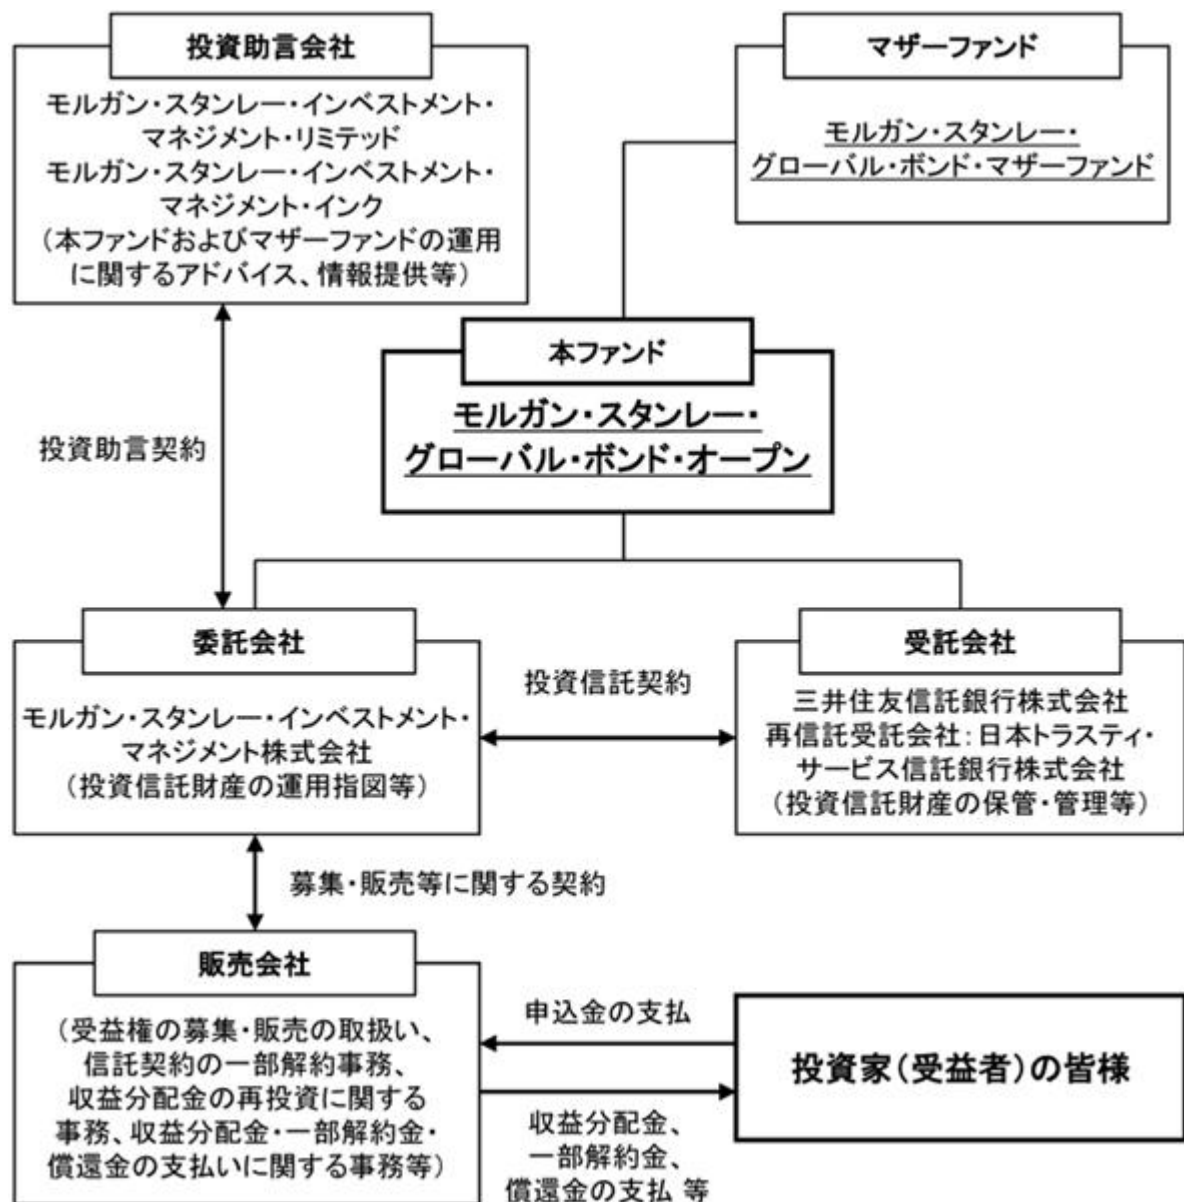 投資助言会社
モルガン・スタンレー・インベストメント・
マネジメント・リミテッド
モルガン・スタンレー・インベストメント・
マネジメント・インク
（本ファンドおよびマザーファンドの運用
に関するアドバイス、情報提供等）
マザーファンド
モルガン・スタンレー・
グローバル・ボンド・マザーファンド
本ファンド
モルガン・スタンレー・
グローバル・ボンド・オープン
投資助言契約
委託会社
モルガン・スタンレー・インベストメント・
マネジメント株式会社
（投資信託財産の運用指図等）
投資信託契約
受託会社
三井住友信託銀行株式会社
再信託受託会社：日本トラスティ・
サービス信託銀行株式会社
（投資信託財産の保管・管理等）
募集・販売等に関する契約
販売会社
（受益権の募集・販売の取扱い、
信託契約の一部解約事務、
収益分配金の再投資に関する
事務、収益分配金・一部解約金・
償還金の支払いに関する事務等）
申込金の支払
収益分配金、
一部解約金、
償還金の支払 等
投資家（受益者）の皆様